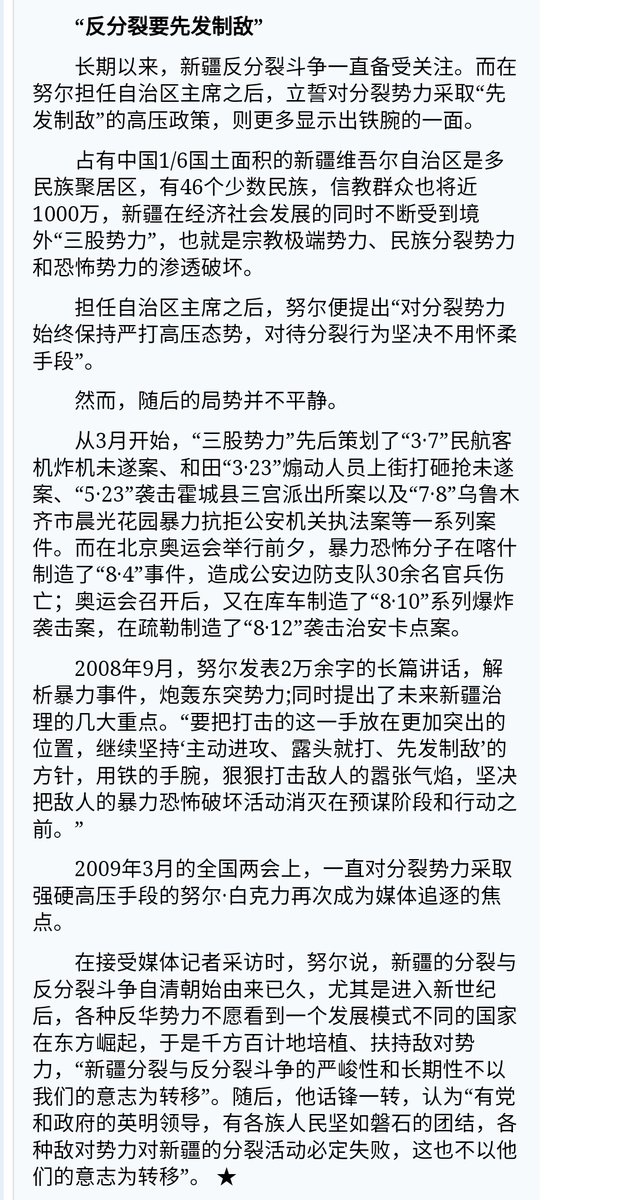 “反分裂要先发制敌”
长期以来，新疆反分裂斗争一直备受关注。而在
努尔担任自治区主席之后，立誓对分裂势力采取“先
发制敌”的高压政策，则更多显示出铁腕的一面。
占有中国1/6国土面积的新疆维吾尔自治区是多
民族聚居区，有46个少数民族，信教群众也将近
1000万，新疆在经济社会发展的同时不断受到境
外“三股势力”，也就是宗教极端势力、民族分裂势力
和恐怖势力的渗透破坏。
担任自治区主席之后，努尔便提出“对分裂势力
始终保持严打高压态势，对待分裂行为坚决不用怀柔
手段”。
然而，随后的局势并不平静。
从3月开始，“三股势力”先后策划了“3·7”民航客
机炸机未遂案、和田“3·23”煽动人员上街打砸抢未遂
案、“5·23”袭击霍城县三宫派出所案以及“7·8”乌鲁木
齐市晨光花园暴力抗拒公安机关执法案等一系列案
件。而在北京奥运会举行前夕，暴力恐怖分子在喀什
制造了“8·4”事件，造成公安边防支队30余名官兵伤
亡；奥运会召开后，又在库车制造了“8·10”系列爆炸
袭击案，在疏勒制造了“8·12”袭击治安卡点案。
2008年9月，努尔发表2万余字的长篇讲话，解
析暴力事件，炮轰东突势力;同时提出了未来新疆治
理的几大重点。“要把打击的这一手放在更加突出的
位置，继续坚持‘主动进攻、露头就打、先发制敌’的
方针，用铁的手腕，狠狠打击敌人的嚣张气焰，坚决
把敌人的暴力恐怖破坏活动消灭在预谋阶段和行动之
前。”
2009年3月的全国两会上，一直对分裂势力采取
强硬高压手段的努尔·白克力再次成为媒体追逐的焦
点。
在接受媒体记者采访时，努尔说，新疆的分裂与
反分裂斗争自清朝始由来已久，尤其是进入新世纪
后，各种反华势力不愿看到一个发展模式不同的国家
在东方崛起，于是千方百计地培植、扶持敌对势
力，“新疆分裂与反分裂斗争的严峻性和长期性不以
我们的意志为转移”。随后，他话锋一转，认为“有党
和政府的英明领导，有各族人民坚如磐石的团结，各
种敌对势力对新疆的分裂活动必定失败，这也不以他
们的意志为转移”。 ★